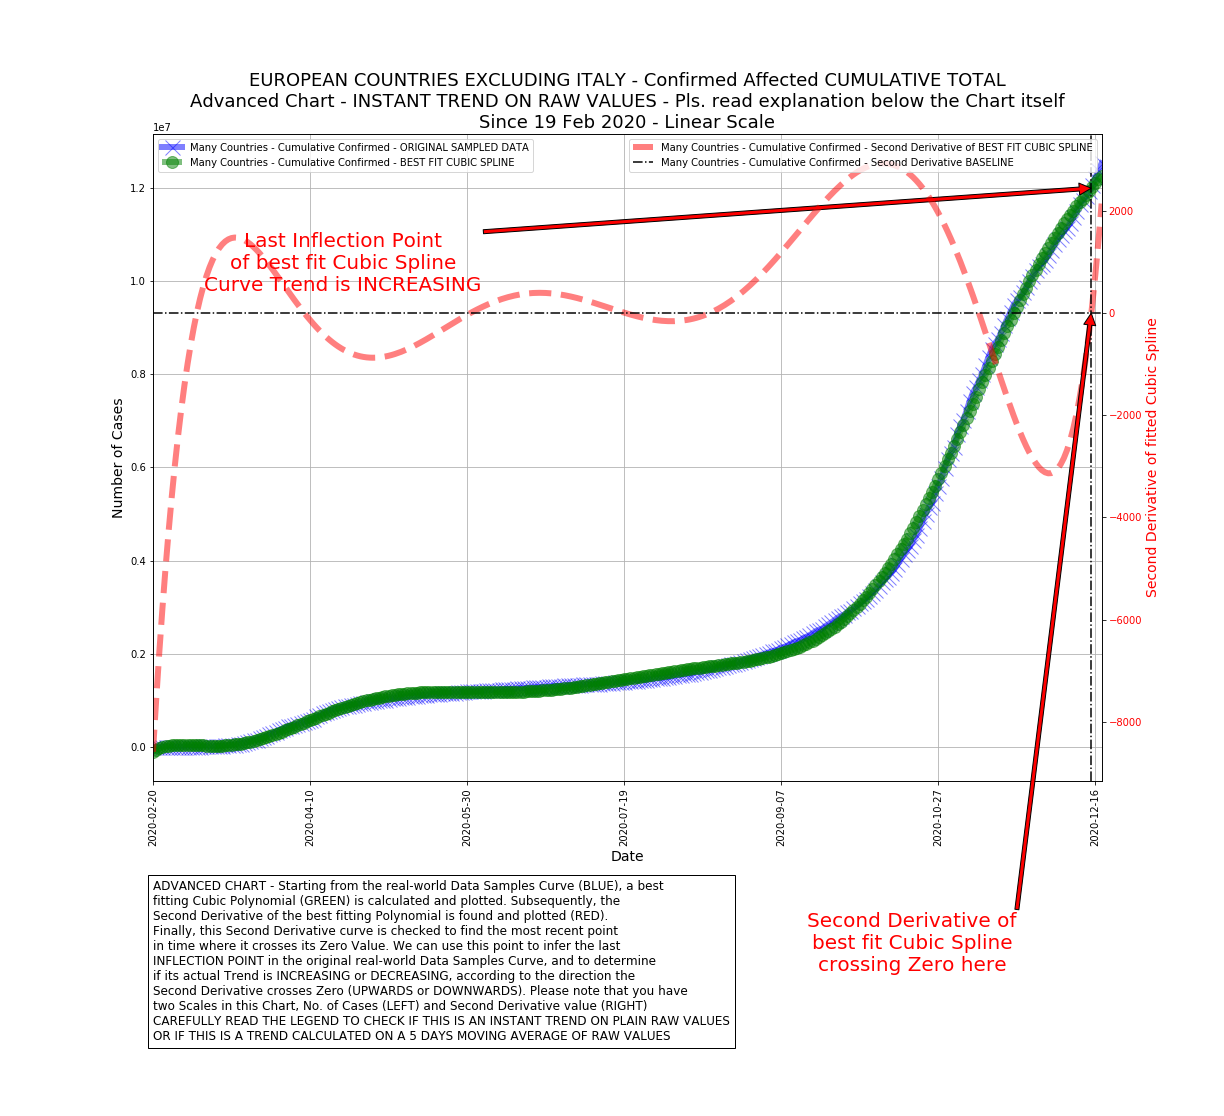 EUROPEAN COUNTRIES EXCLUDING ITALY - Confirmed Affected CUMULATIVE TOTAL
Advanced Chart - INSTANT TREND ON RAW VALUES - Pls. read explanation below the Chart itself
Since 19 Feb 2020 - Linear Scale
1e7
Many Countries - Cumulative Confirmed - ORIGINAL SAMPLED DATA
Many Countries - Cumulative Confirmed - BEST FIT CUBIC SPLINE
Many Countries - Cumulative Confirmed - Second Derivative of BEST FIT CUBIC SPLINE
Many Countries - Cumulative Confirmed - Second Derivative BASELINE
Last Inflection Point
of best fit Cubic Spline
Curve Trend is INCREASING
Number of Cases
1.2
1.0
0.8
0.6
0.4
0.2
0.0
2000
0
−2000
−4000
−6000
−8000
Second Derivative of fitted Cubic Spline
2020-02-20
2020-04-10
2020-05-30
2020-07-19
2020-09-07
2020-10-27
2020-12-16
Date
ADVANCED CHART - Starting from the real-world Data Samples Curve (BLUE), a best
fitting Cubic Polynomial (GREEN) is calculated and plotted. Subsequently, the
Second Derivative of the best fitting Polynomial is found and plotted (RED).
Finally, this Second Derivative curve is checked to find the most recent point
in time where it crosses its Zero Value. We can use this point to infer the last
INFLECTION POINT in the original real-world Data Samples Curve, and to determine
if its actual Trend is INCREASING or DECREASING, according to the direction the
Second Derivative crosses Zero (UPWARDS or DOWNWARDS). Please note that you have
two Scales in this Chart, No. of Cases (LEFT) and Second Derivative value (RIGHT)
CAREFULLY READ THE LEGEND TO CHECK IF THIS IS AN INSTANT TREND ON PLAIN RAW VALUES
OR IF THIS IS A TREND CALCULATED ON A 5 DAYS MOVING AVERAGE OF RAW VALUES
Second Derivative of
best fit Cubic Spline
crossing Zero here